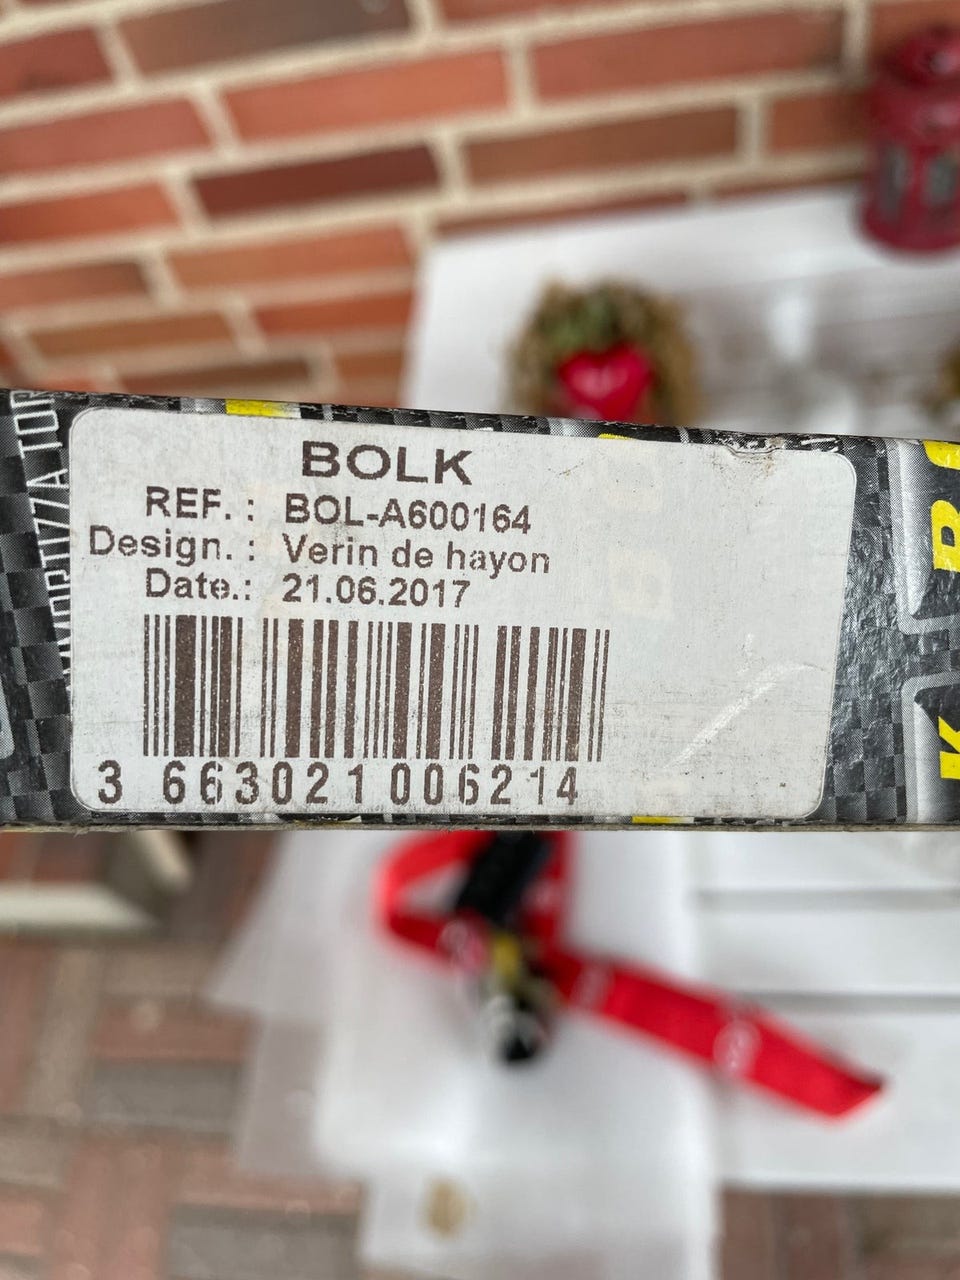 BOLK
REF. : BOL-A600164
Design. : Verin de hayon
Date.: 21.06.2017
3 663021 006214